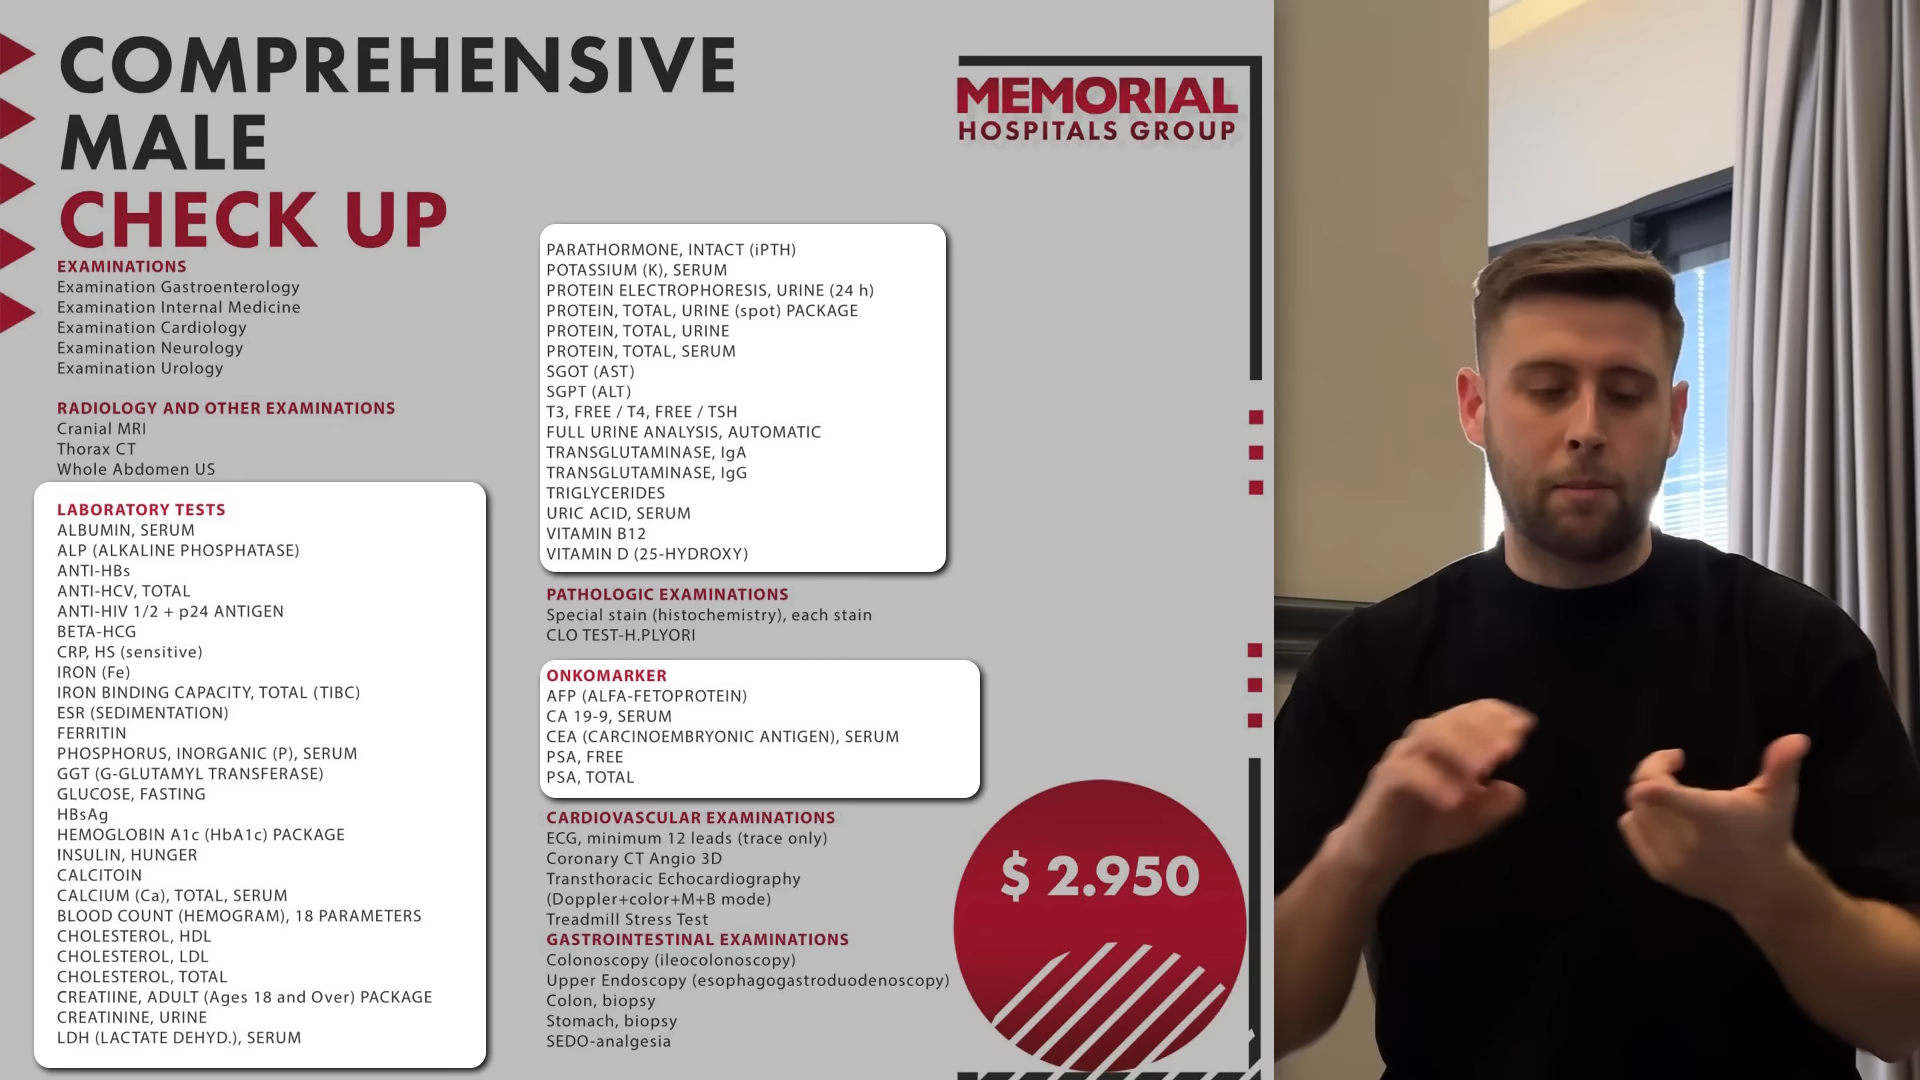 COMPREHENSIVE
MALE
CHECK UP
MEMORIAL
HOSPITALS GROUP
EXAMINATIONS
Examination Gastroenterology
Examination Internal Medicine
Examination Cardiology
Examination Neurology
Examination Urology
RADIOLOGY AND OTHER EXAMINATIONS
Cranial MRI
Thorax CT
Whole Abdomen US
LABORATORY TESTS
ALBUMIN, SERUM
ALP (ALKALINE PHOSPHATASE)
ANTI-HBs
ANTI-HCV, TOTAL
ANTI-HIV 1/2 + p24 ANTIGEN
BETA-HCG
CRP, HS (sensitive)
IRON (Fe)
IRON BINDING CAPACITY, TOTAL (TIBC)
ESR (SEDIMENTATION)
FERRITIN
PHOSPHORUS, INORGANIC (P), SERUM
GGT (G-GLUTAMYL TRANSFERASE)
GLUCOSE, FASTING
HBsAg
HEMOGLOBIN A1c (HbA1c) PACKAGE
INSULIN, HUNGER
CALCITOIN
CALCIUM (Ca), TOTAL, SERUM
BLOOD COUNT (HEMOGRAM), 18 PARAMETERS
CHOLESTEROL, HDL
CHOLESTEROL, LDL
CHOLESTEROL, TOTAL
CREATIINE, ADULT (Ages 18 and Over) PACKAGE
CREATININE, URINE
LDH (LACTATE DEHYD.), SERUM
PARATHORMONE, INTACT (iPTH)
POTASSIUM (K), SERUM
PROTEIN ELECTROPHORESIS, URINE (24 h)
PROTEIN, TOTAL, URINE (spot) PACKAGE
PROTEIN, TOTAL, URINE
PROTEIN, TOTAL, SERUM
SGOT (AST)
SGPT (ALT)
T3, FREE / T4, FREE / TSH
FULL URINE ANALYSIS, AUTOMATIC
TRANSGLUTAMINASE, IgA
TRANSGLUTAMINASE, IgG
TRIGLYCERIDES
URIC ACID, SERUM
VITAMIN B12
VITAMIN D (25-HYDROXY)
PATHOLOGIC EXAMINATIONS
Special stain (histochemistry), each stain
CLO TEST-H.PLYORI
ONKOMARKER
AFP (ALFA-FETOPROTEIN)
CA 19-9, SERUM
CEA (CARCINOEMBRYONIC ANTIGEN), SERUM
PSA, FREE
PSA, TOTAL
CARDIOVASCULAR EXAMINATIONS
ECG, minimum 12 leads (trace only)
Coronary CT Angio 3D
Transthoracic Echocardiography
(Doppler+color+M+B mode)
Treadmill Stress Test
GASTROINTESTINAL EXAMINATIONS
Colonoscopy (ileocolonoscopy)
Upper Endoscopy (esophagogastroduodenoscopy)
Colon, biopsy
Stomach, biopsy
SEDO-analgesia
$ 2.950